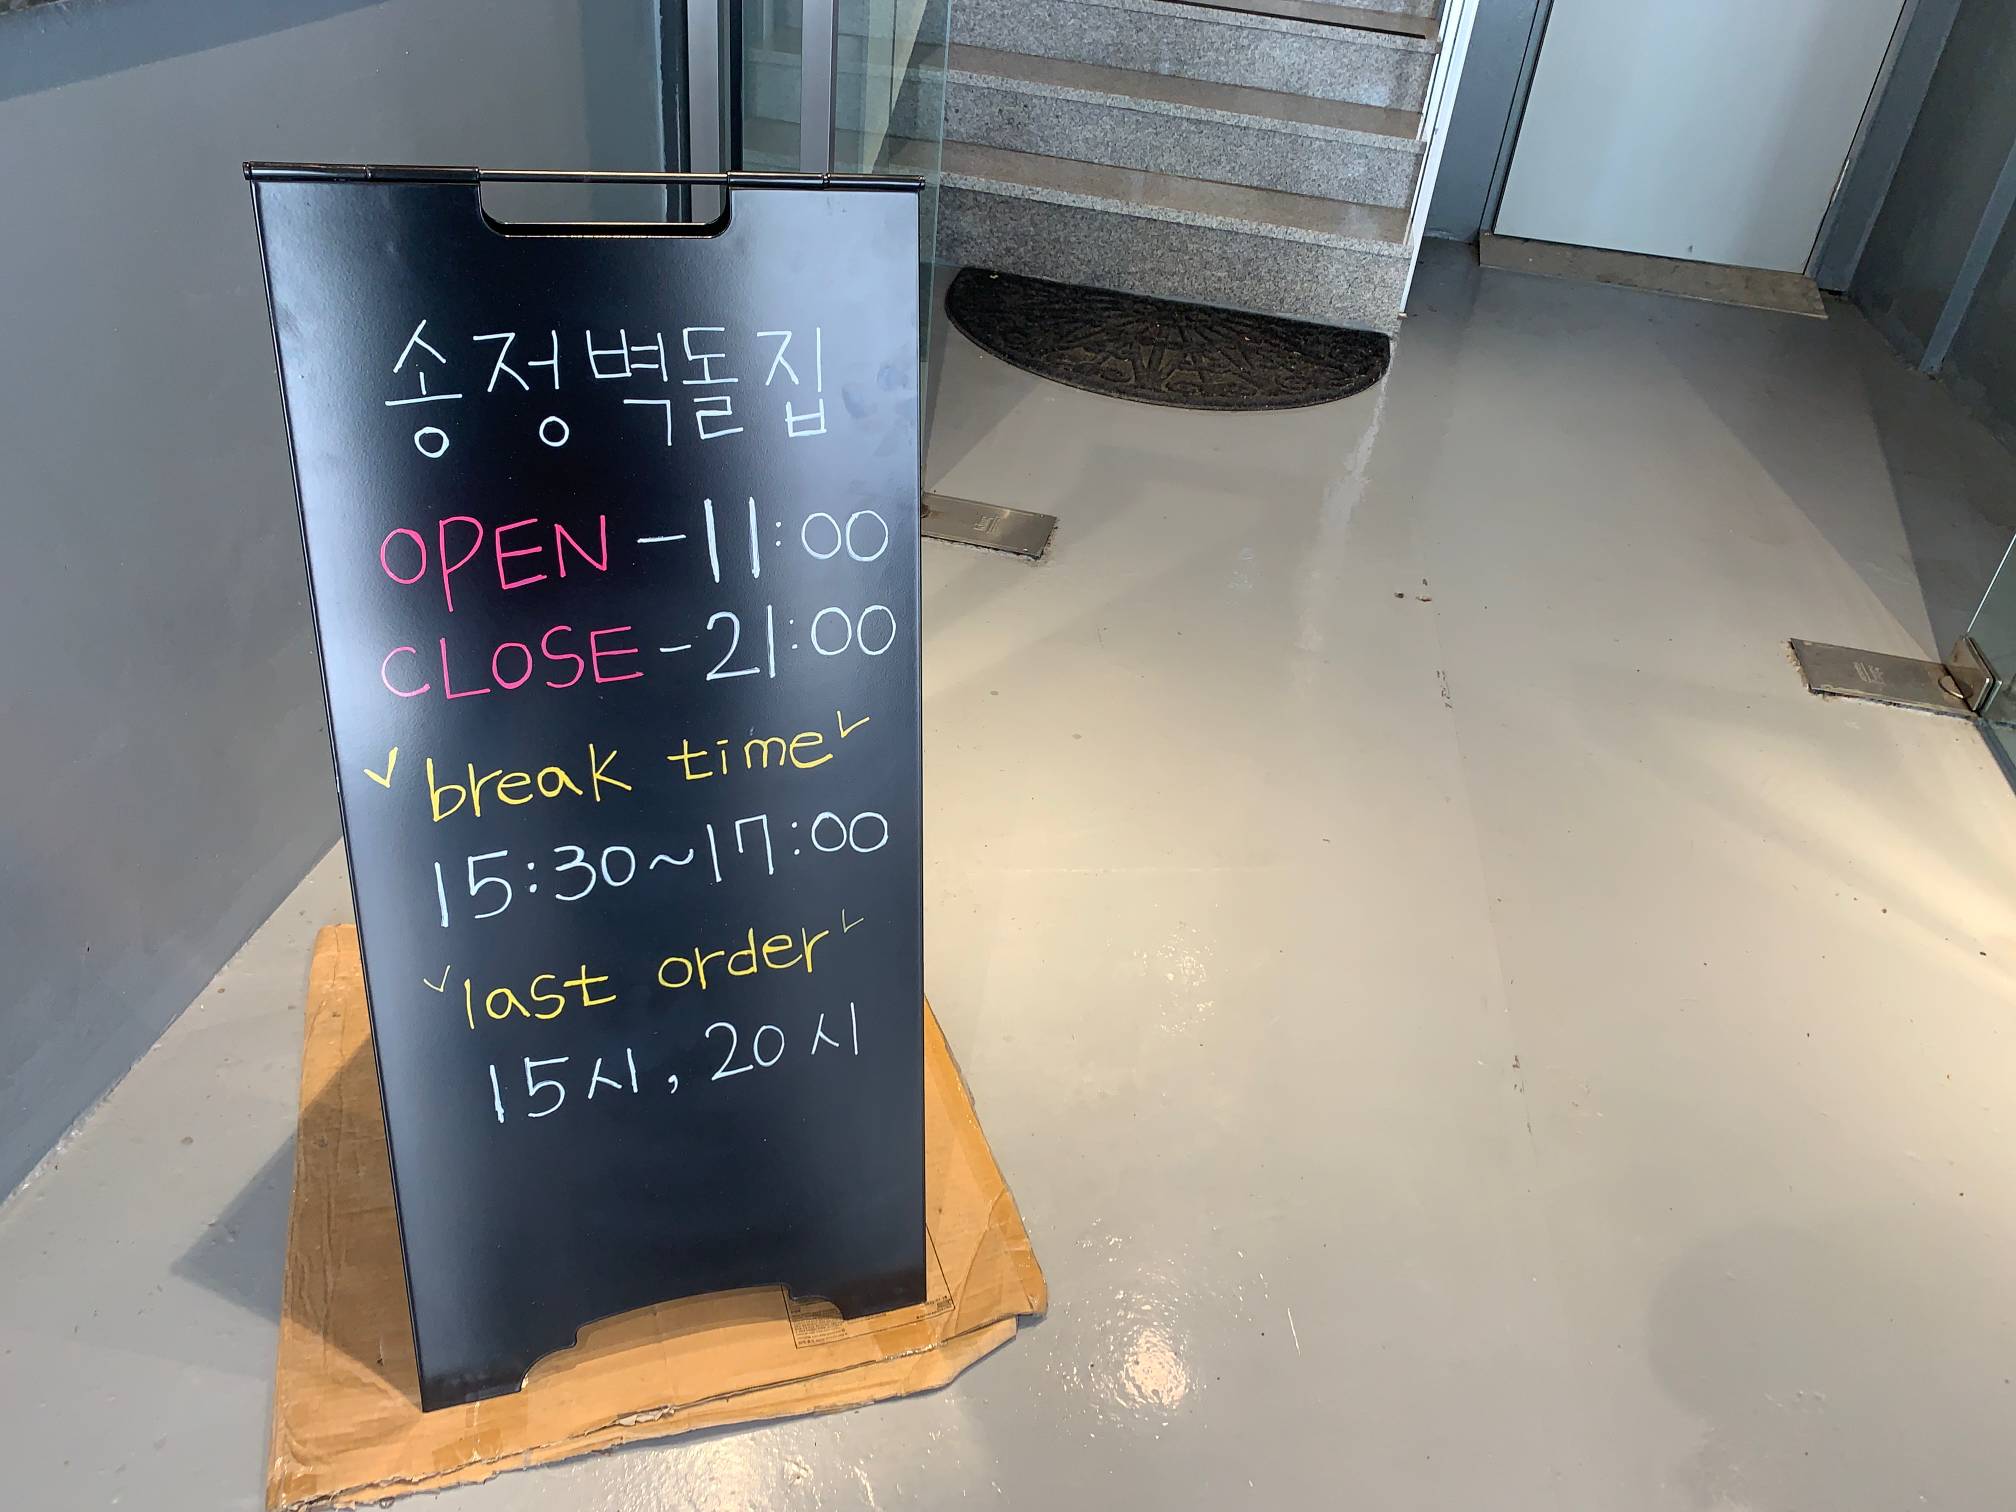 송정벽돌집
OPEN-11:00
CLOSE-21:00
break time
15:30~17:00
last order
15시, 20시